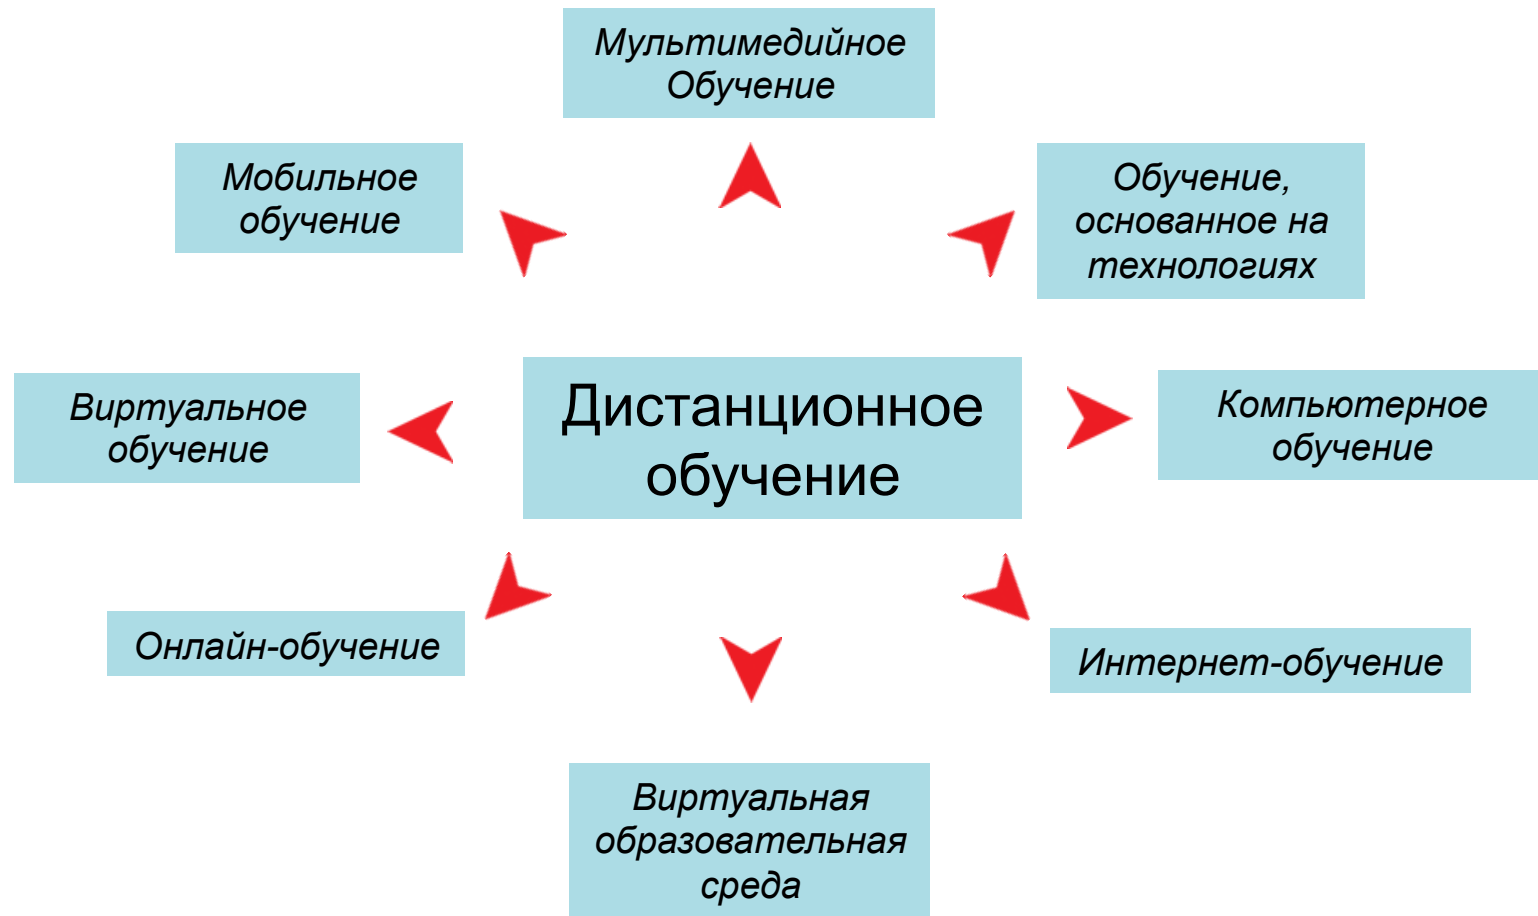 Мультимедийное
Обучение
Мобильное
обучение
Обучение,
основанное на
технологиях
Дистанционное
обучение
Виртуальное
обучение
Компьютерное
обучение
Онлайн-обучение
Интернет-обучение
Виртуальная
образовательная
среда